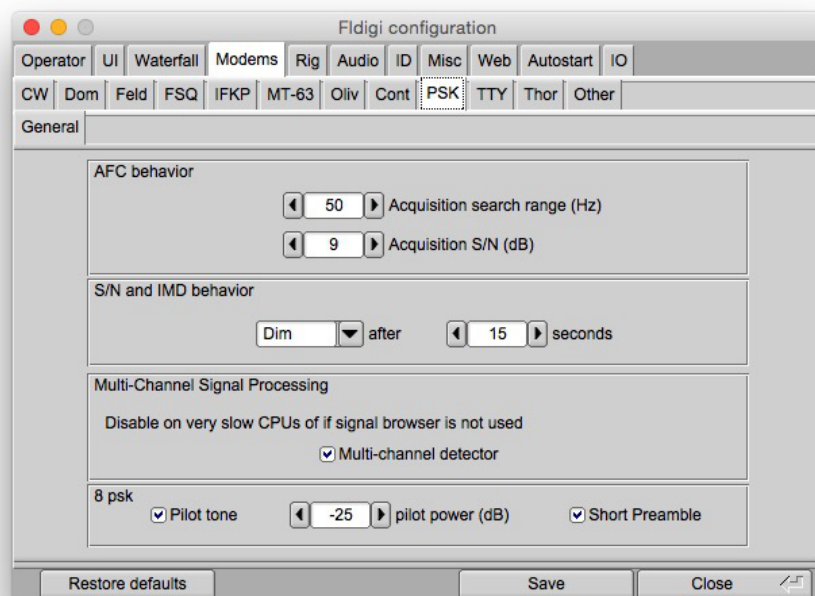 Fldigi configuration
Operator UI Waterfall Modems Rig Audio ID Misc Web Autostart IO
CW Dom Feld FSQ IFKP MT-63 Oliv Cont PSK TTY Thor Other
General
AFC behavior
50 Acquisition search range (Hz)
9 Acquisition S/N (dB)
S/N and IMD behavior
Dim after 15 seconds
Multi-Channel Signal Processing
Disable on very slow CPUs of if signal browser is not used
Multi-channel detector
8 psk
Pilot tone -25 pilot power (dB) Short Preamble
Restore defaults Save Close